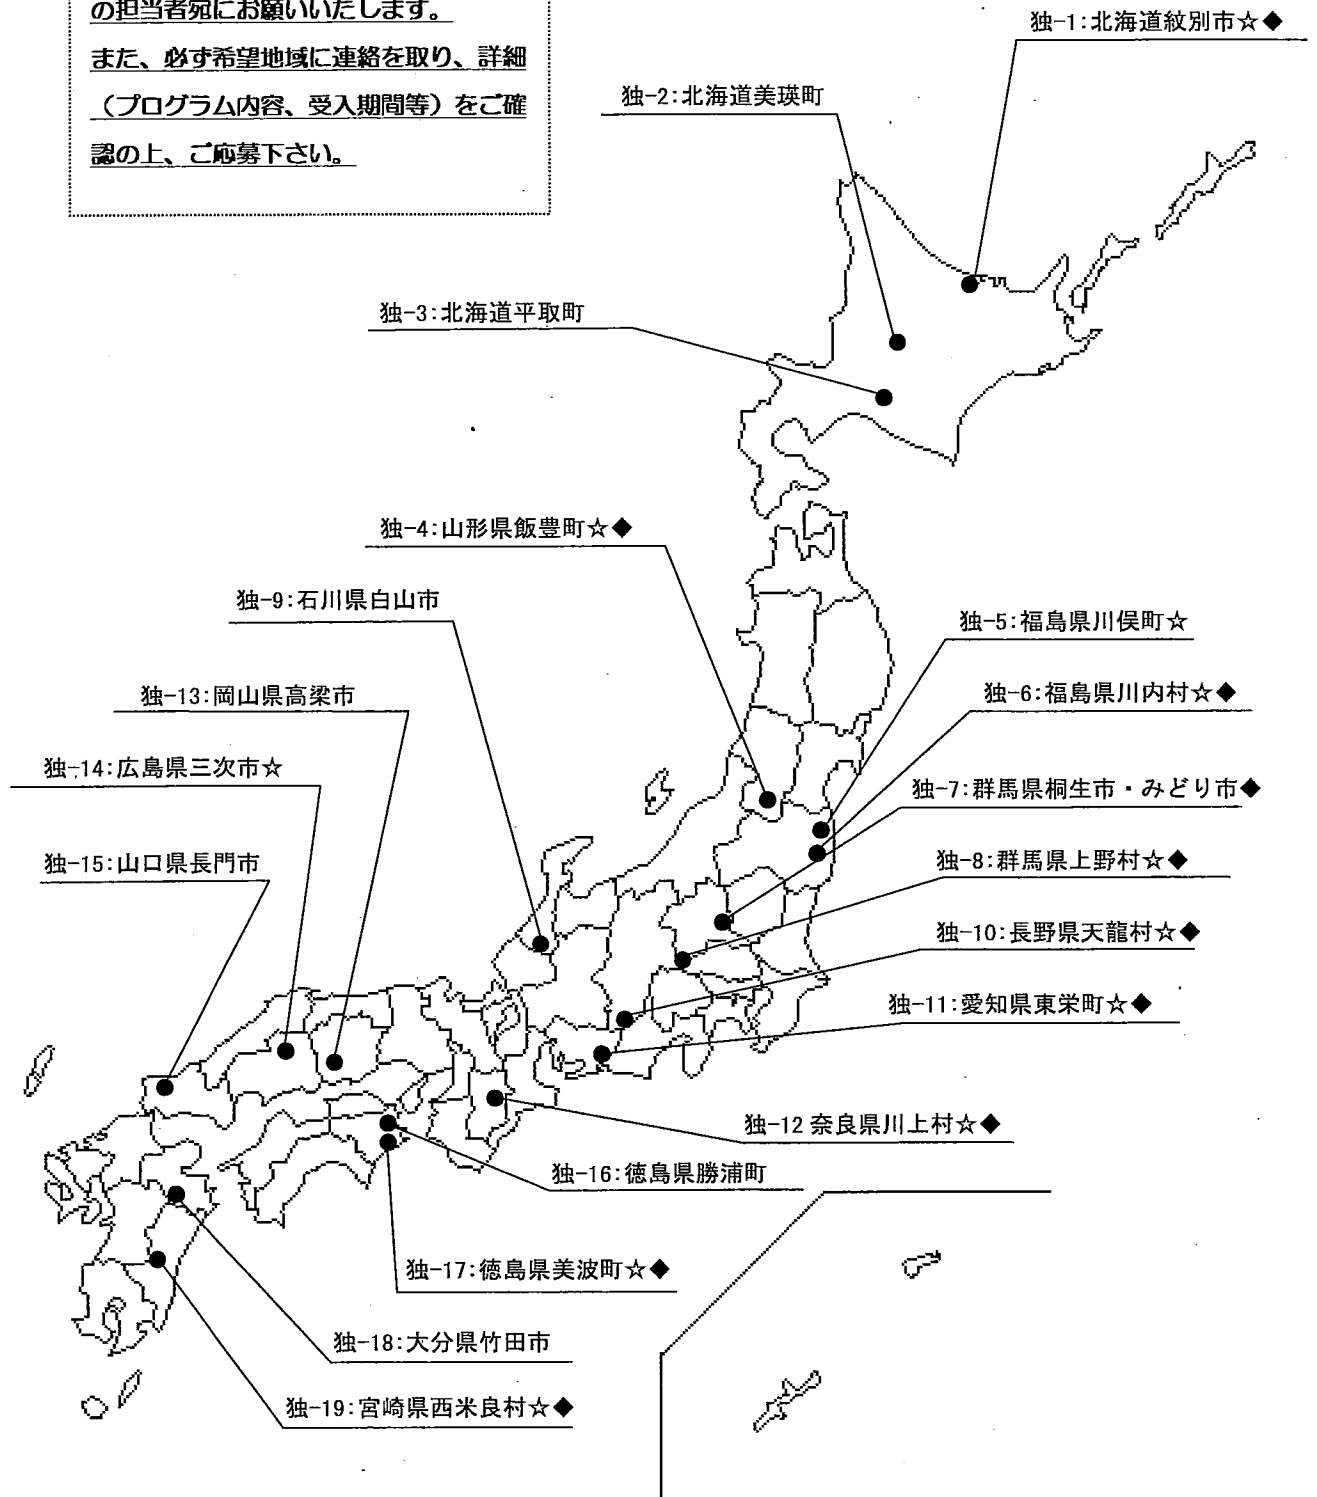 の担当者宛にお願いいたします。
また、必ず希望地域に連絡を取り、詳細
（プログラム内容、受入期間等）をご確
認の上、ご応募下さい。
独-1:北海道紋別市☆◆
独-2:北海道美瑛町
独-3:北海道平取町
独-4:山形県飯豊町☆◆
独-9:石川県白山市
独-5:福島県川俣町☆
独-13:岡山県高梁市
独-6:福島県川内村☆◆
独-14:広島県三次市☆
独-7:群馬県桐生市・みどり市◆
独-15:山口県長門市
独-8:群馬県上野村☆◆
独-10:長野県天龍村☆◆
独-11:愛知県東栄町☆◆
独-12 奈良県川上村☆◆
独-16:徳島県勝浦町
独-17:徳島県美波町☆◆
独-18:大分県竹田市
独-19:宮崎県西米良村☆◆